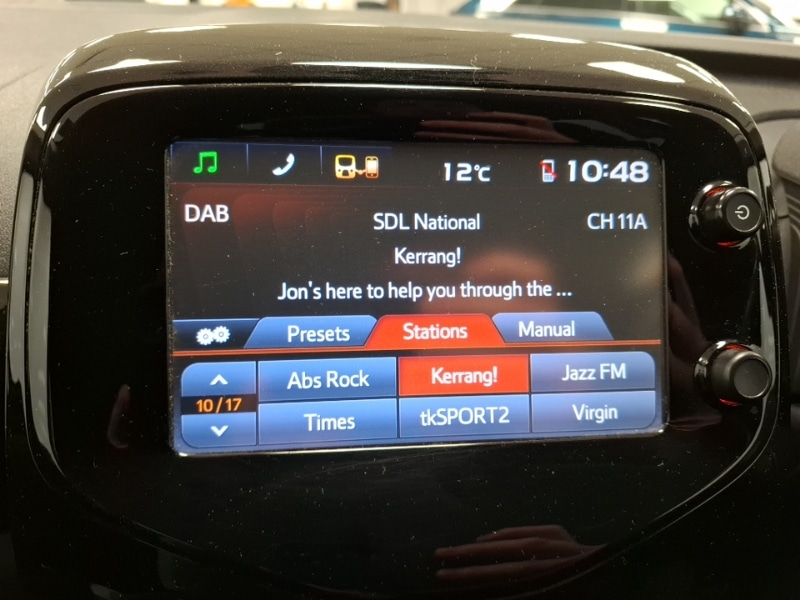 12°C 10:48
DAB SDL National CH 11A
Kerrang!
Jon's here to help you through the ...
Presets Stations Manual
Abs Rock Kerrang! Jazz FM
10 / 17
Times tkSPORT2 Virgin